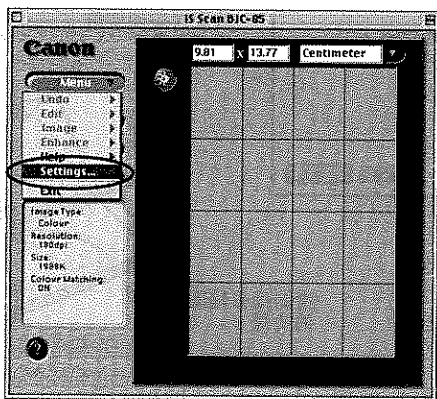 IS Scan BJC-85
Canon
9.81 x 13.77 Centimeter
Menu
Undo
Edit
Image
Enhance
Help
Settings...
Exit
Image Type:
Colour
Resolution:
180dpi
Size:
1988K
Colour Matching:
ON
?